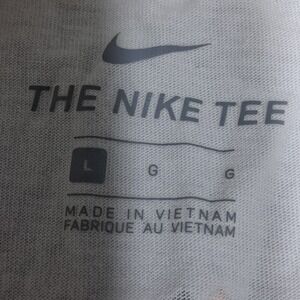 THE NIKE TEE
L G G
MADE IN VIETNAM
FABRIQUE AU VIETNAM